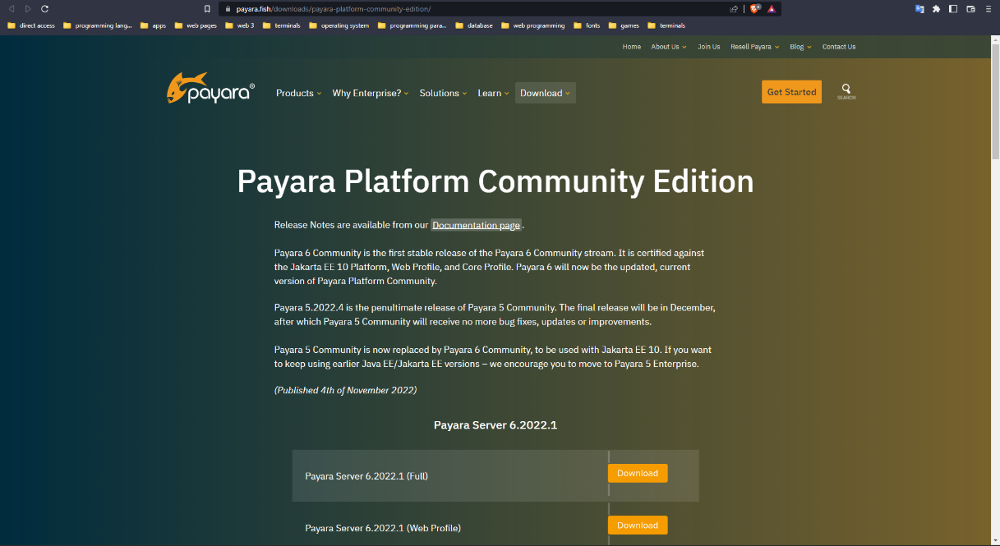 payara.fish/downloads/payara-platform-community-edition/
direct access programming lang... apps web pages web 3 terminals operating system programming para... database web programming fonts games terminals
Home About Us Join Us Resell Payara Blog Contact Us
payara®
Products Why Enterprise? Solutions Learn Download Get Started SEARCH
Payara Platform Community Edition
Release Notes are available from our Documentation page.
Payara 6 Community is the first stable release of the Payara 6 Community stream. It is certified against
the Jakarta EE 10 Platform, Web Profile, and Core Profile. Payara 6 will now be the updated, current
version of Payara Platform Community.
Payara 5.2022.4 is the penultimate release of Payara 5 Community. The final release will be in December,
after which Payara 5 Community will receive no more bug fixes, updates or improvements.
Payara 5 Community is now replaced by Payara 6 Community, to be used with Jakarta EE 10. If you want
to keep using earlier Java EE/Jakarta EE versions – we encourage you to move to Payara 5 Enterprise.
(Published 4th of November 2022)
Payara Server 6.2022.1
Payara Server 6.2022.1 (Full) Download
Payara Server 6.2022.1 (Web Profile) Download